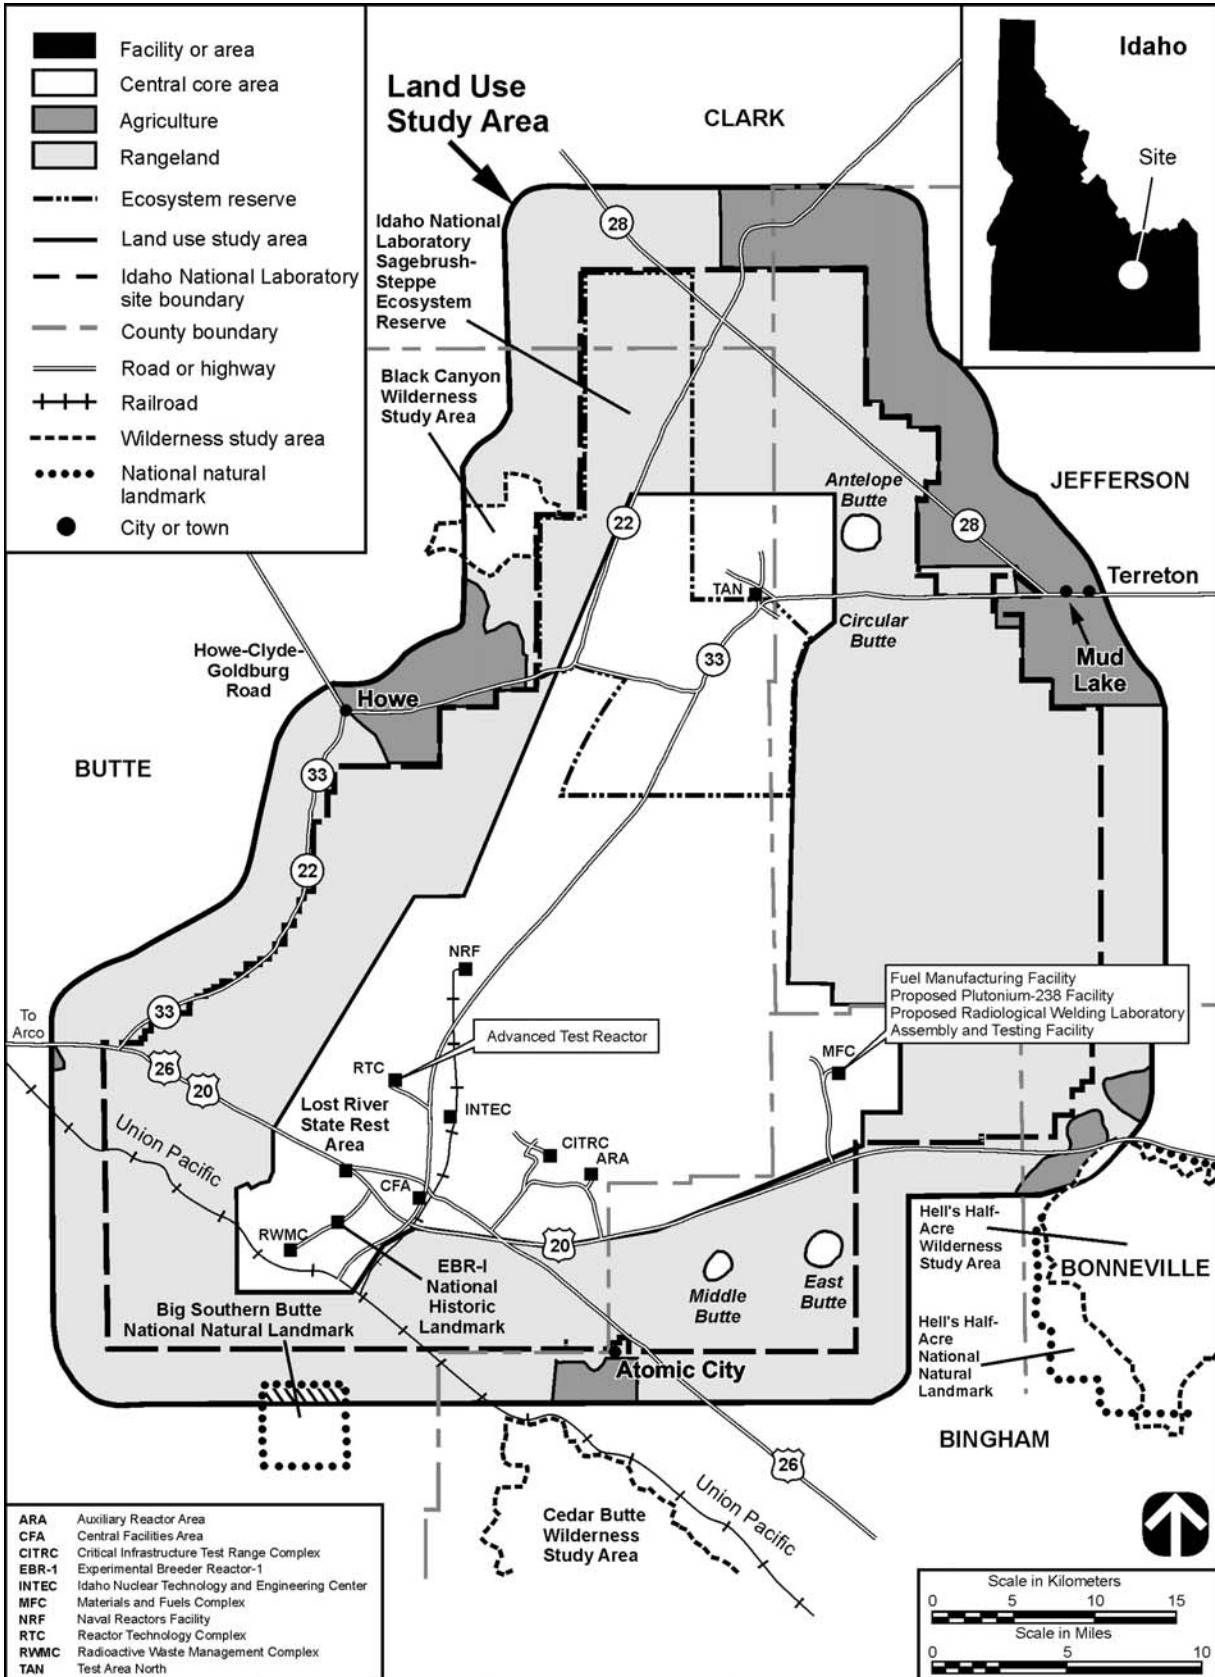 Facility or area
Central core area
Agriculture
Rangeland
Ecosystem reserve
Land use study area
Idaho National Laboratory
site boundary
County boundary
Road or highway
Railroad
Wilderness study area
National natural
landmark
City or town
Land Use
Study Area
CLARK
Idaho
Site
28
Idaho National
Laboratory
Sagebrush-
Steppe
Ecosystem
Reserve
Black Canyon
Wilderness
Study Area
22
Antelope
Butte
28
JEFFERSON
Terreton
TAN
Circular
Butte
33
Mud
Lake
Howe-Clyde-
Goldburg
Road
Howe
BUTTE
33
22
NRF
Fuel Manufacturing Facility
Proposed Plutonium-238 Facility
Proposed Radiological Welding Laboratory
Assembly and Testing Facility
To
Arco
33
26
20
Advanced Test Reactor
RTC
MFC
INTEC
Lost River
State Rest
Area
Union Pacific
CITRC
ARA
CFA
RWMC
20
EBR-I
National
Historic
Landmark
Middle
Butte
East
Butte
Hell's Half-
Acre
Wilderness
Study Area
BONNEVILLE
Big Southern Butte
National Natural Landmark
Hell's Half-
Acre
National
Natural
Landmark
Atomic City
BINGHAM
26
Union Pacific
Cedar Butte
Wilderness
Study Area
ARA Auxiliary Reactor Area
CFA Central Facilities Area
CITRC Critical Infrastructure Test Range Complex
EBR-1 Experimental Breeder Reactor-1
INTEC Idaho Nuclear Technology and Engineering Center
MFC Materials and Fuels Complex
NRF Naval Reactors Facility
RTC Reactor Technology Complex
RWMC Radioactive Waste Management Complex
TAN Test Area North
Scale in Kilometers
0 5 10 15
Scale in Miles
0 5 10